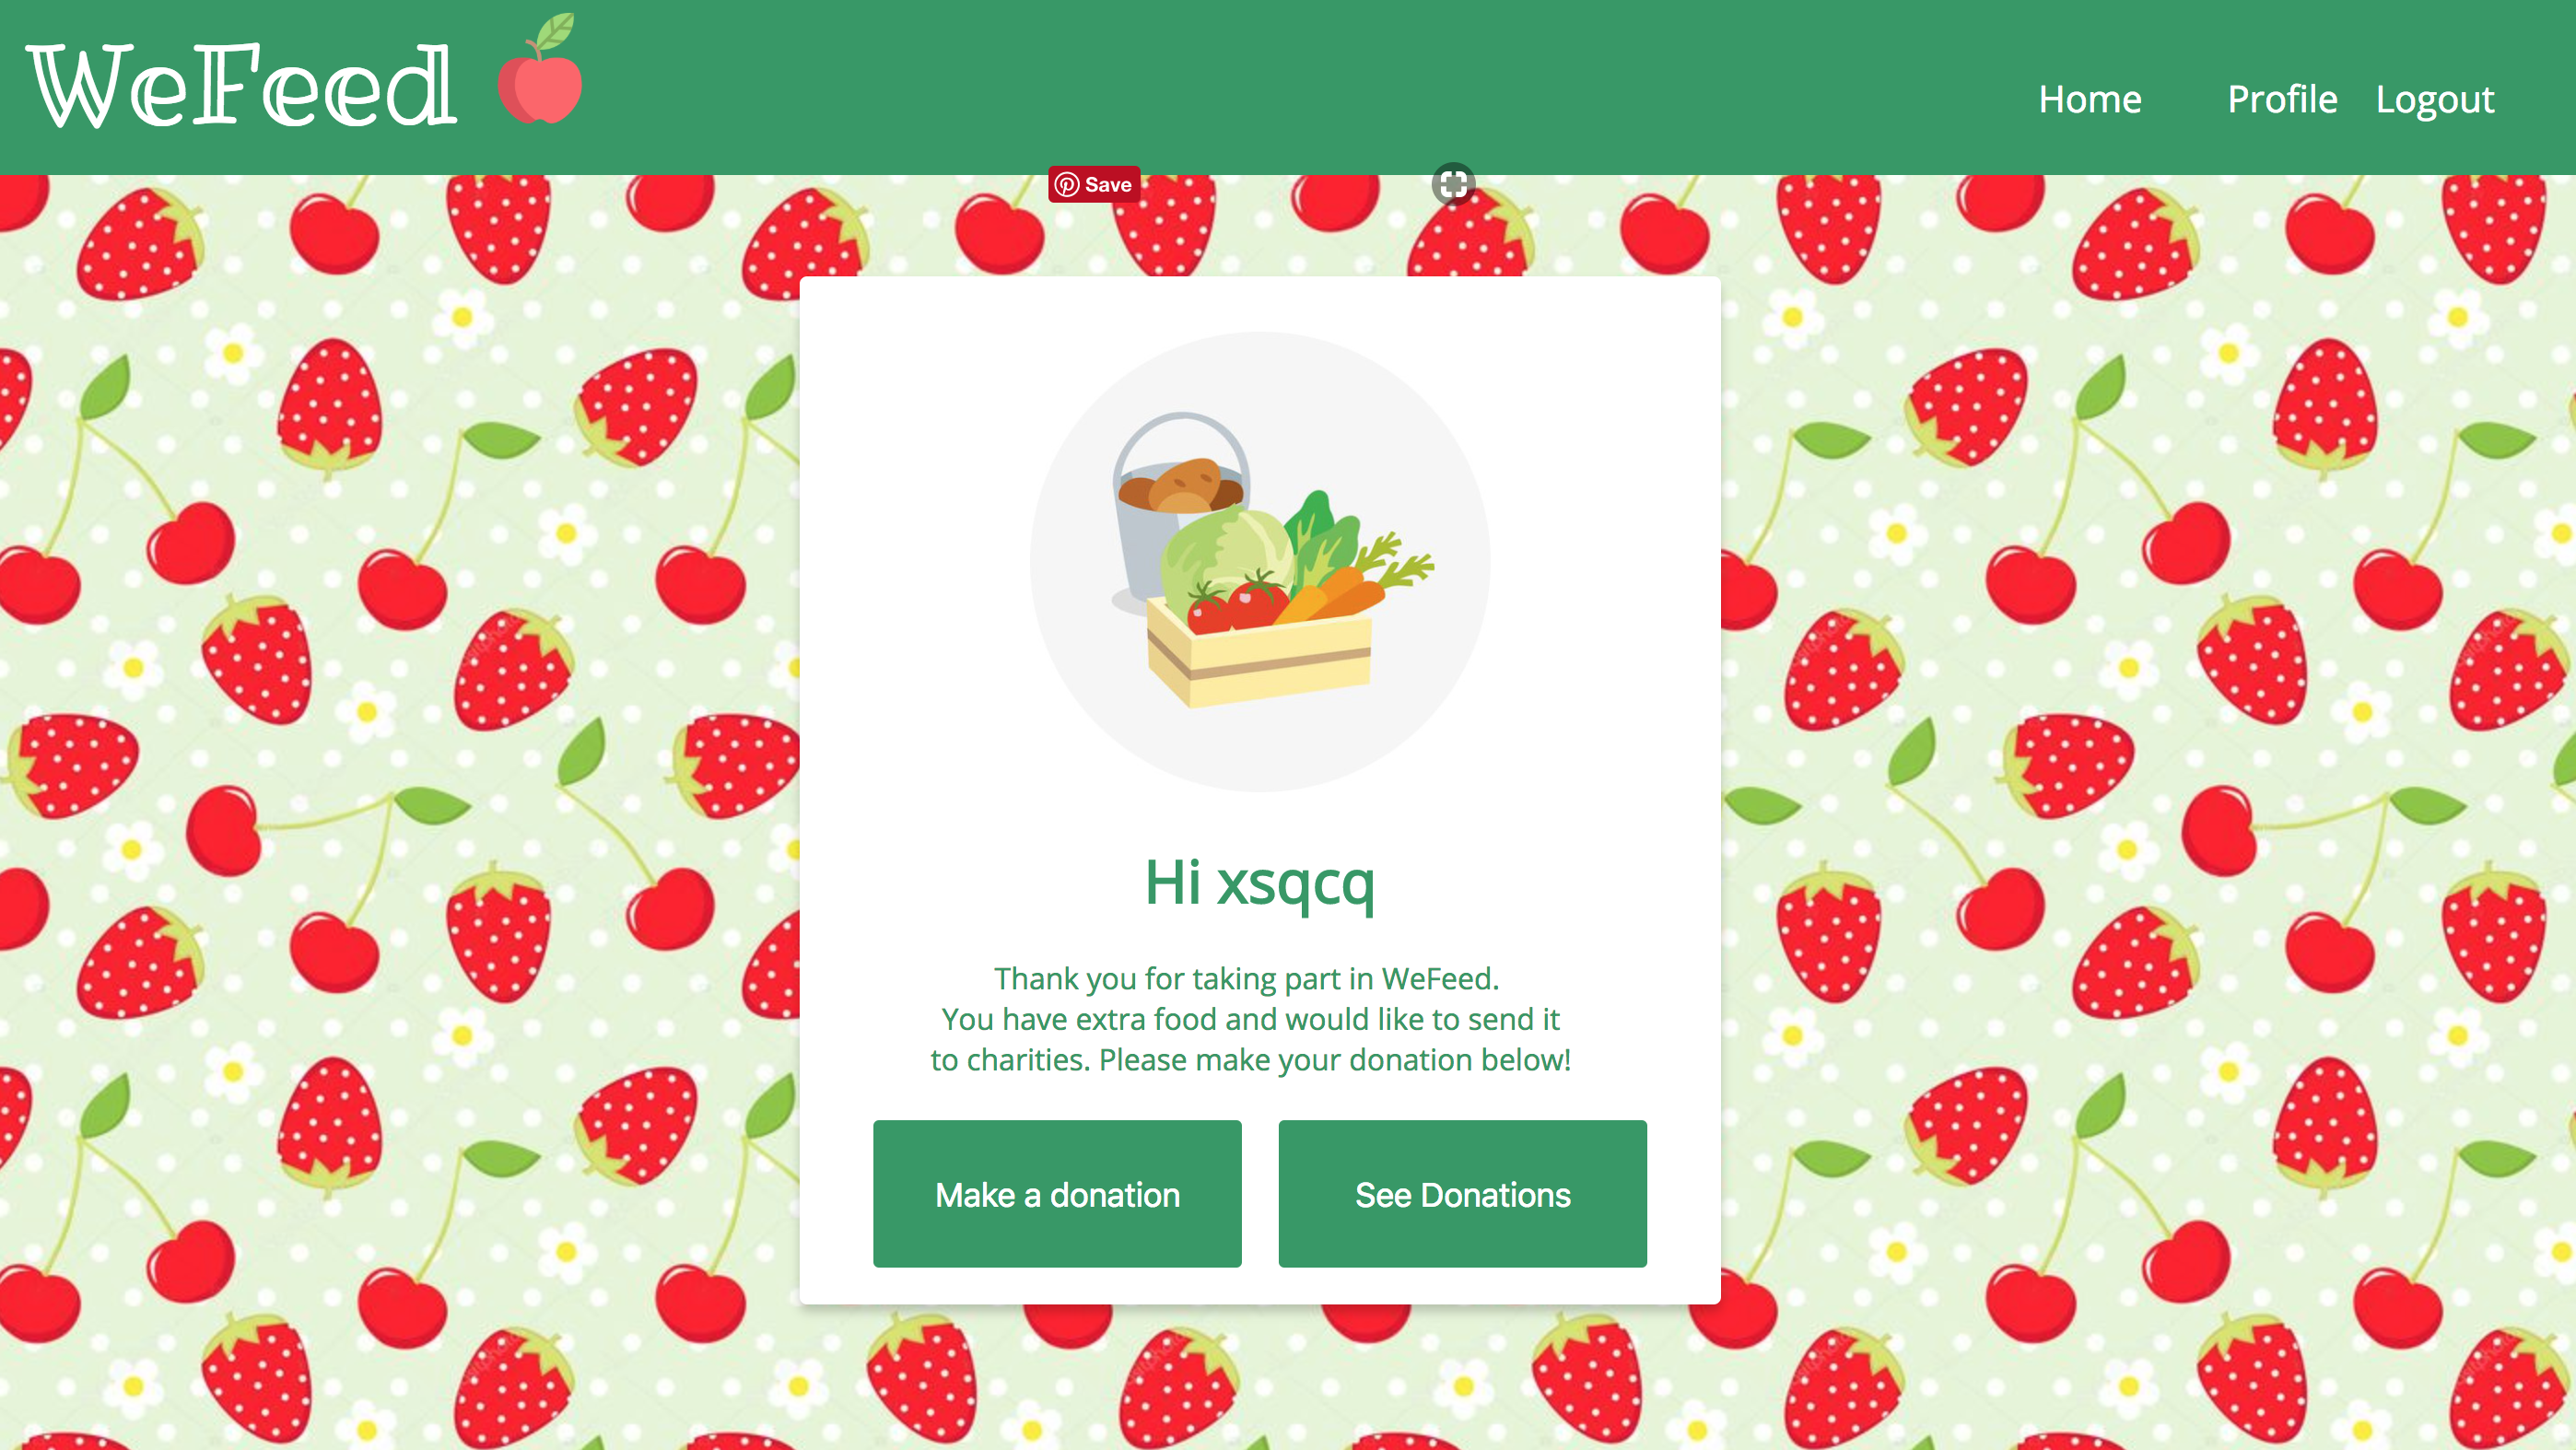 WeFeed
Home Profile Logout
Save
Hi xsqcq
Thank you for taking part in WeFeed.
You have extra food and would like to send it
to charities. Please make your donation below!
Make a donation
See Donations